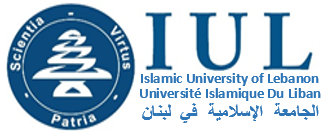 Scientia - Virtus
- Patria -
IUL
Islamic University of Lebanon
Université Islamique Du Liban
الجامعة الإسلامية في لبنان